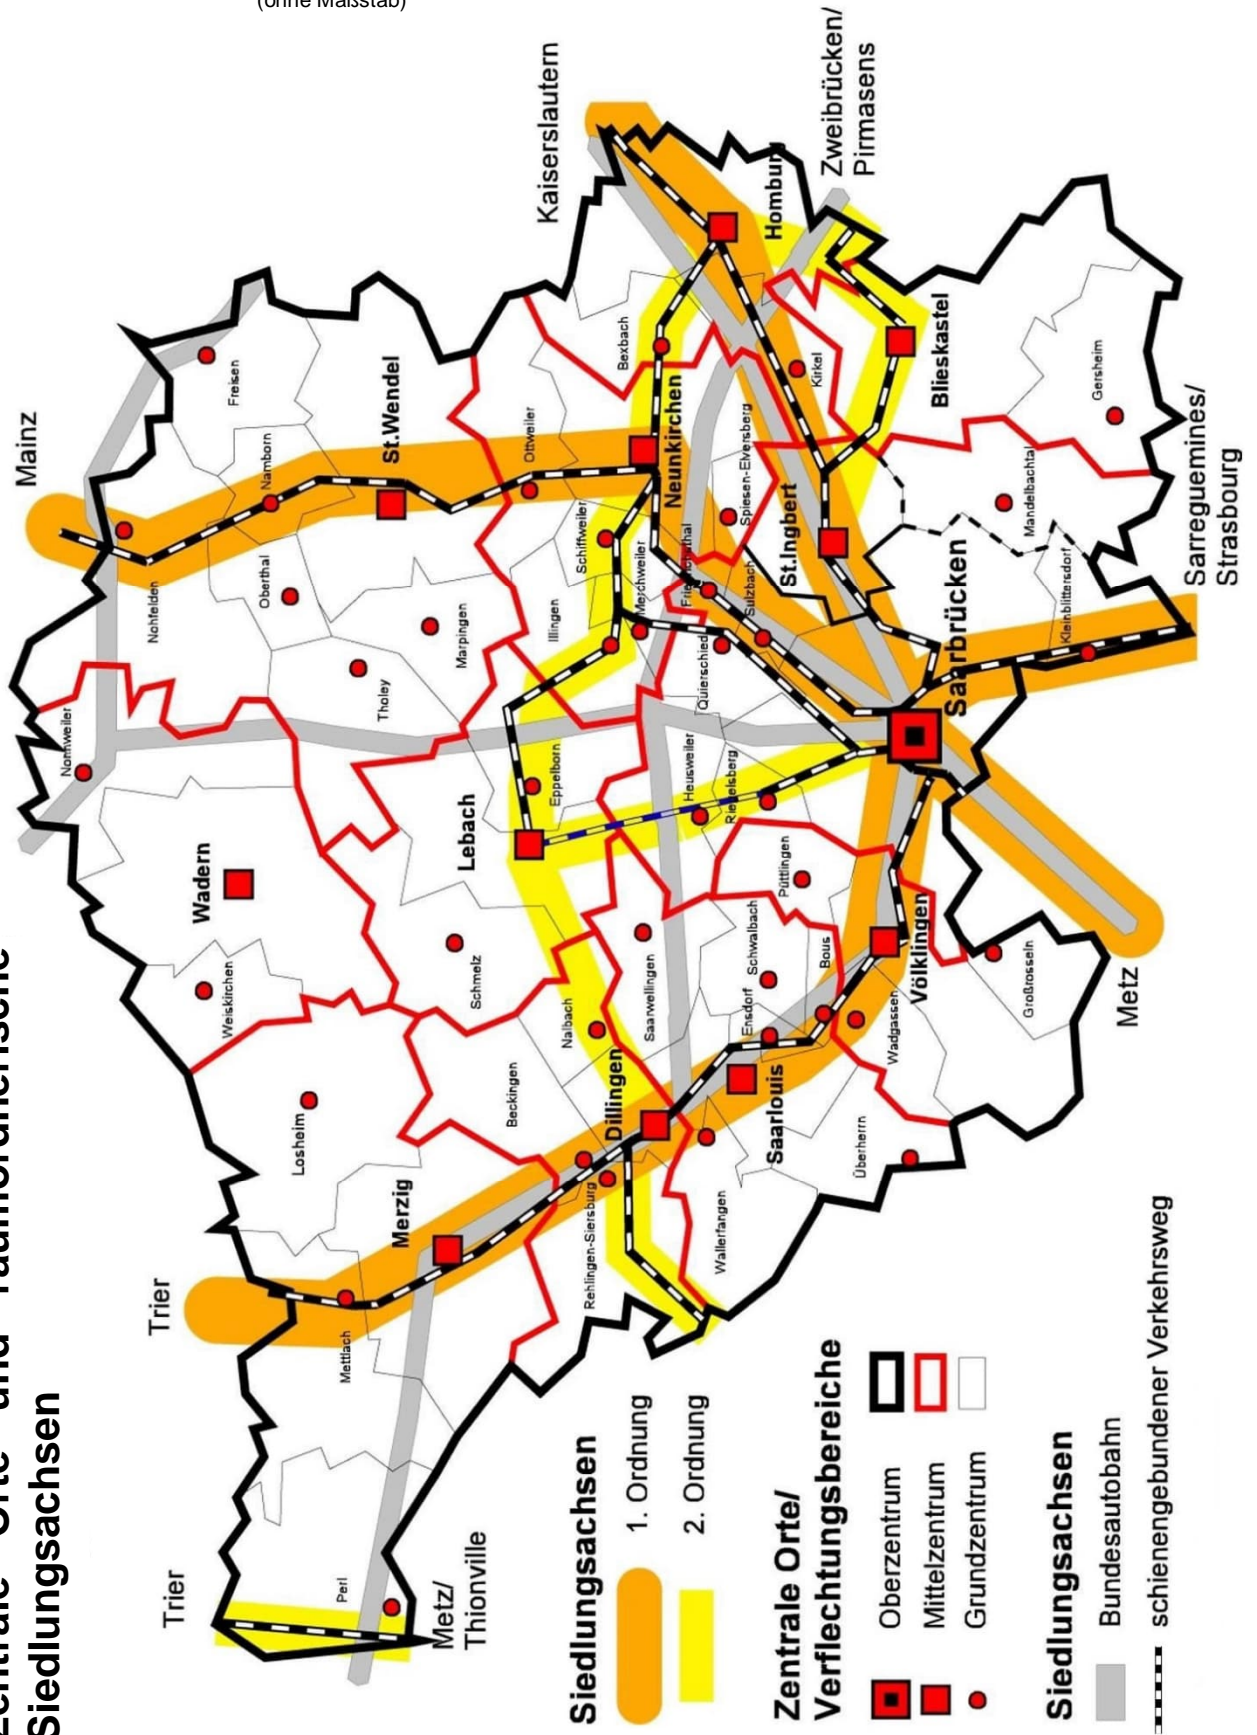 (ohne Maßstab)
Zentrale Orte und raumordnerische
Siedlungsachsen
Trier
Trier
Mainz
Kaiserslautern
Zweibrücken/
Pirmasens
Metz/
Thionville
Metz
Sarreguemines/
Strasbourg
Perl
Mettlach
Merzig
Losheim
Weiskirchen
Wadern
Nonnweiler
Nohfelden
Namborn
Freisen
Oberthal
St.Wendel
Tholey
Marpingen
Schmelz
Lebach
Eppelborn
Illingen
Ottweiler
Schiffweiler
Merchweiler
Neunkirchen
Bexbach
Homburg
Beckingen
Rehlingen-Siersburg
Dillingen
Nalbach
Saarwellingen
Heusweiler
Riegelsberg
Quierschied
Friedrichsthal
Sulzbach
Spiesen-Elversberg
St.Ingbert
Kirkel
Blieskastel
Wallerfangen
Saarlouis
Ensdorf
Schwalbach
Bous
Püttlingen
Völklingen
Wadgassen
Überherrn
Großrosseln
Saarbrücken
Kleinblittersdorf
Mandelbachtal
Gersheim
Siedlungsachsen
1. Ordnung
2. Ordnung
Zentrale Orte/
Verflechtungsbereiche
Oberzentrum
Mittelzentrum
Grundzentrum
Siedlungsachsen
Bundesautobahn
schienengebundener Verkehrsweg